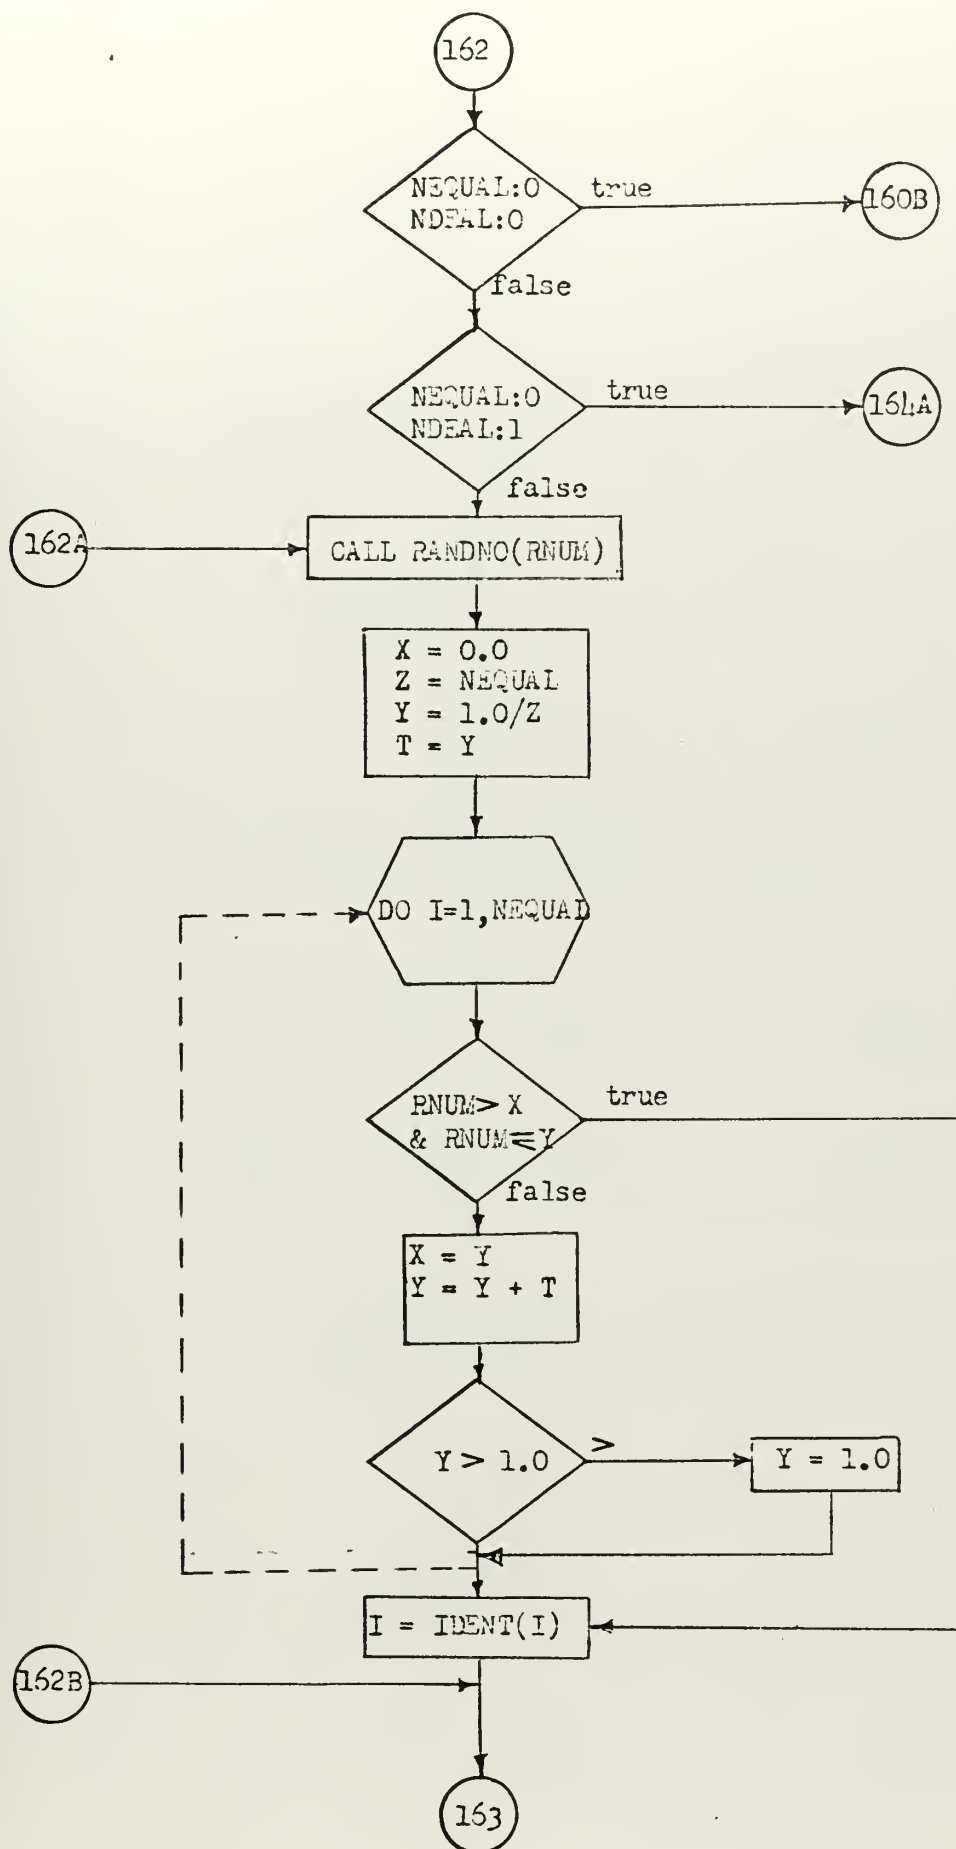 162
NEQUAL:0
NDEAL:0
true
160B
false
NEQUAL:0
NDEAL:1
true
164A
false
162A
CALL RANDNO(RNUM)
X = 0.0
Z = NEQUAL
Y = 1.0/Z
T = Y
DO I=1,NEQUAL
RNUM> X
& RNUM≤Y
true
false
X = Y
Y = Y + T
Y > 1.0
>
Y = 1.0
I = IDENT(I)
162B
163